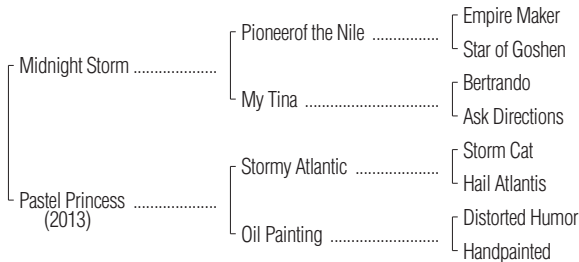 Empire Maker
Pioneerof the Nile ..................
Star of Goshen
Midnight Storm .....................
Bertrando
My Tina ..................................
Ask Directions
Storm Cat
Stormy Atlantic ......................
Hail Atlantis
Pastel Princess .....................
(2013)
Distorted Humor
Oil Painting ............................
Handpainted